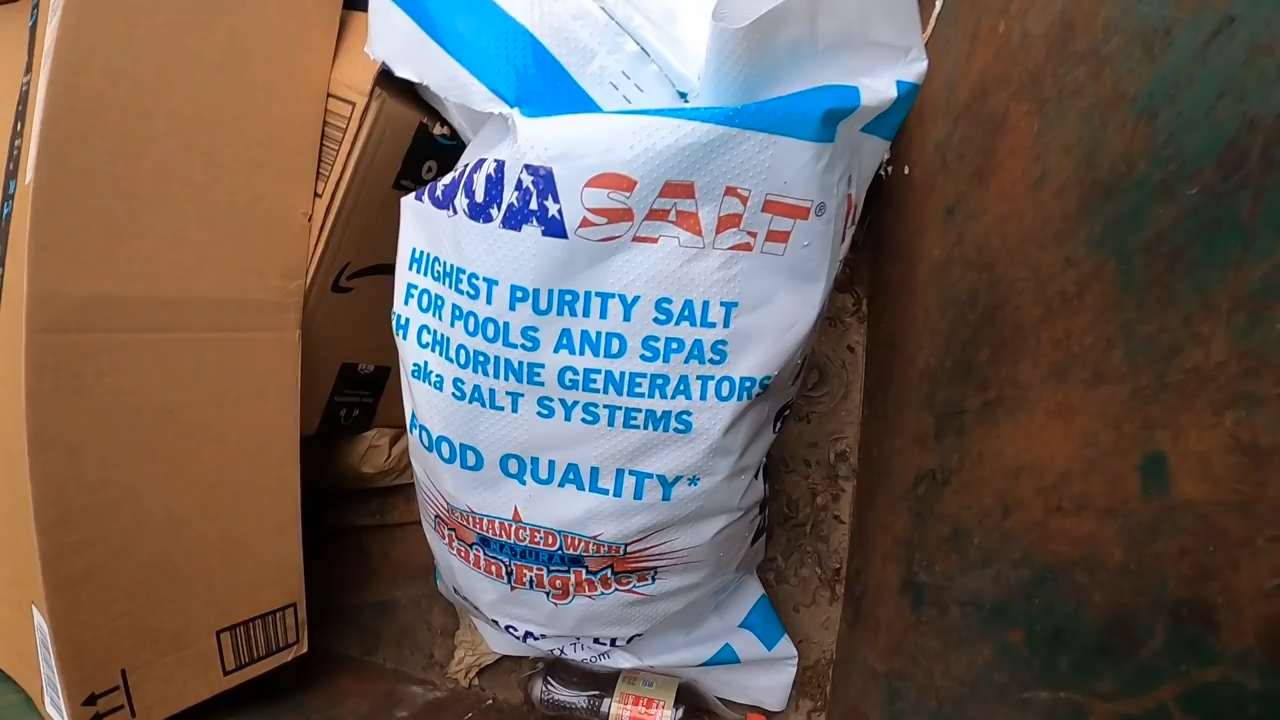 QUA SALT®
HIGHEST PURITY SALT
FOR POOLS AND SPAS
H CHLORINE GENERATORS
aka SALT SYSTEMS
FOOD QUALITY*
ENHANCED WITH
NATURAL
Stain Fighter